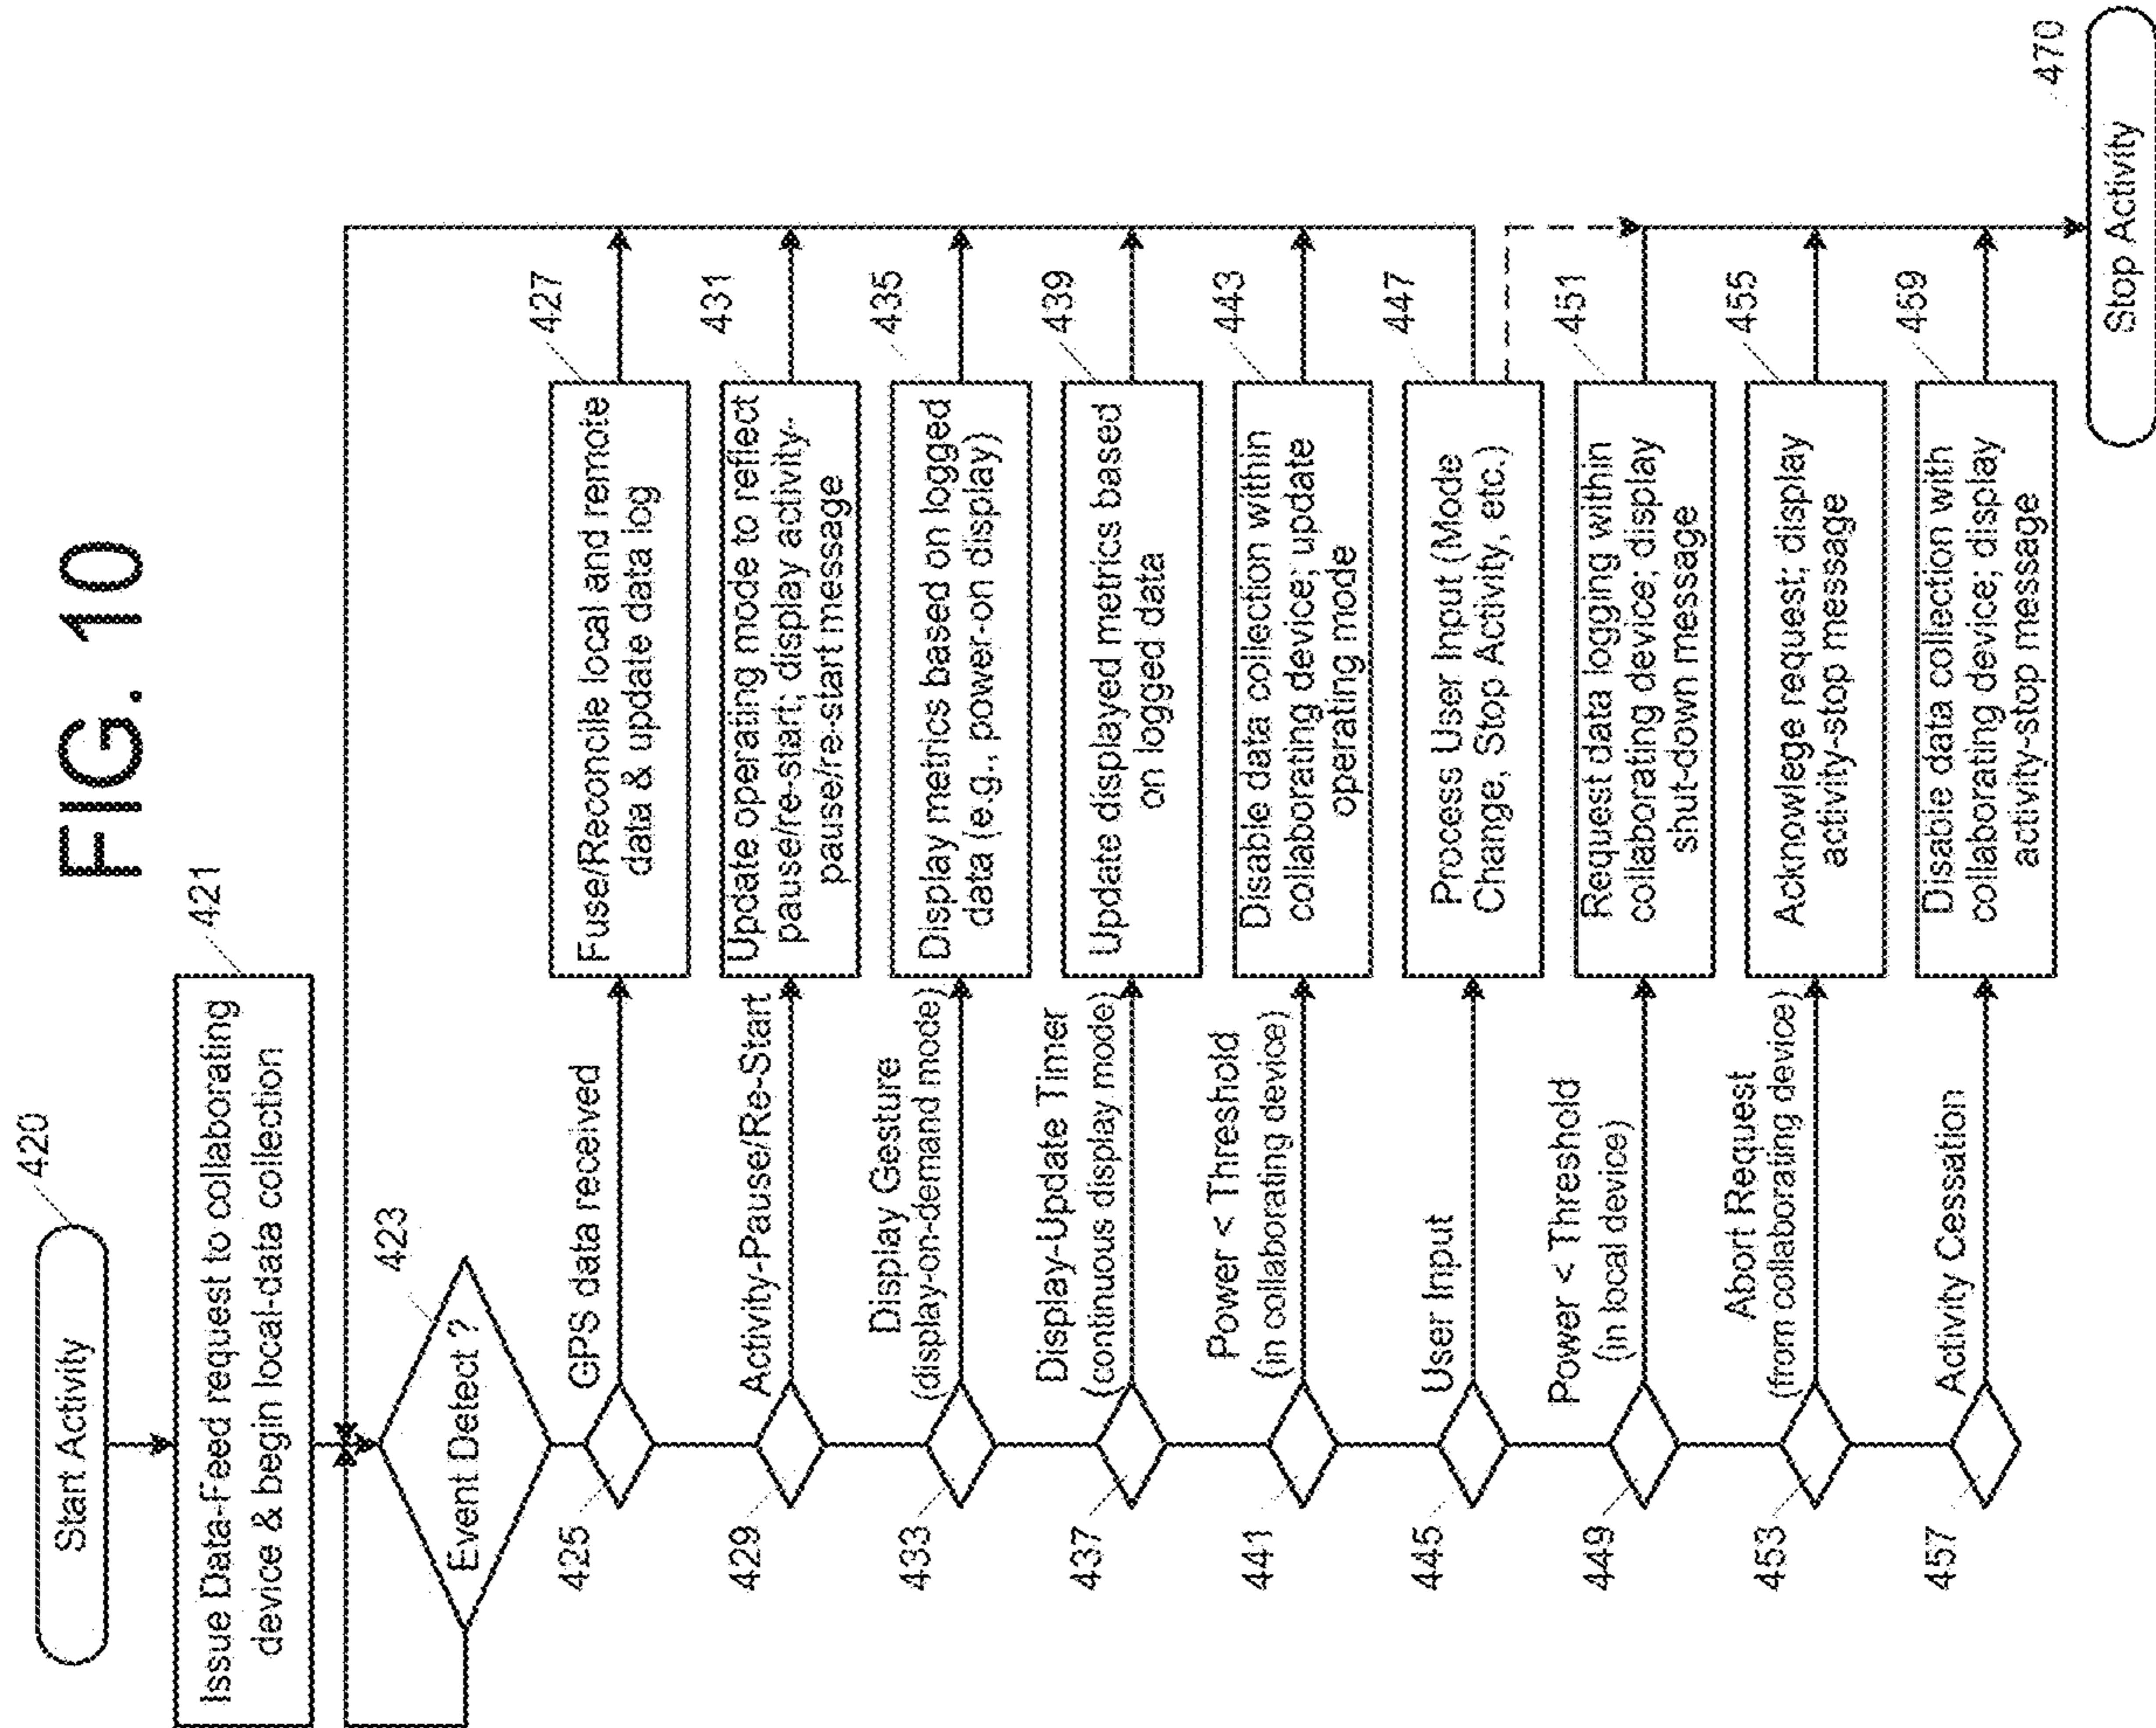 FIG. 10
420
Start Activity
421
Issue Data-Feed request to collaborating
device & begin local-data collection
423
Event Detect ?
425
GPS data received
Fuse/Reconcile local and remote
data & update data log
427
429
Activity-Pause/Re-Start
Update operating mode to reflect
pause/re-start; display activity-
pause/re-start message
431
433
Display Gesture
(display-on-demand mode)
Display metrics based on logged
data (e.g., power-on display)
435
437
Display-Update Timer
(continuous display mode)
Update displayed metrics based
on logged data
439
441
Power < Threshold
(in collaborating device)
Disable data collection within
collaborating device; update
operating mode
443
445
User Input
Process User Input (Mode
Change, Stop Activity, etc.)
447
449
Power < Threshold
(in local device)
Request data logging within
collaborating device; display
shut-down message
451
453
Abort Request
(from collaborating device)
Acknowlege request; display
activity-stop message
455
457
Activity Cessation
Disable data collection with
collaborating device; display
activity-stop message
459
470
Stop Activity